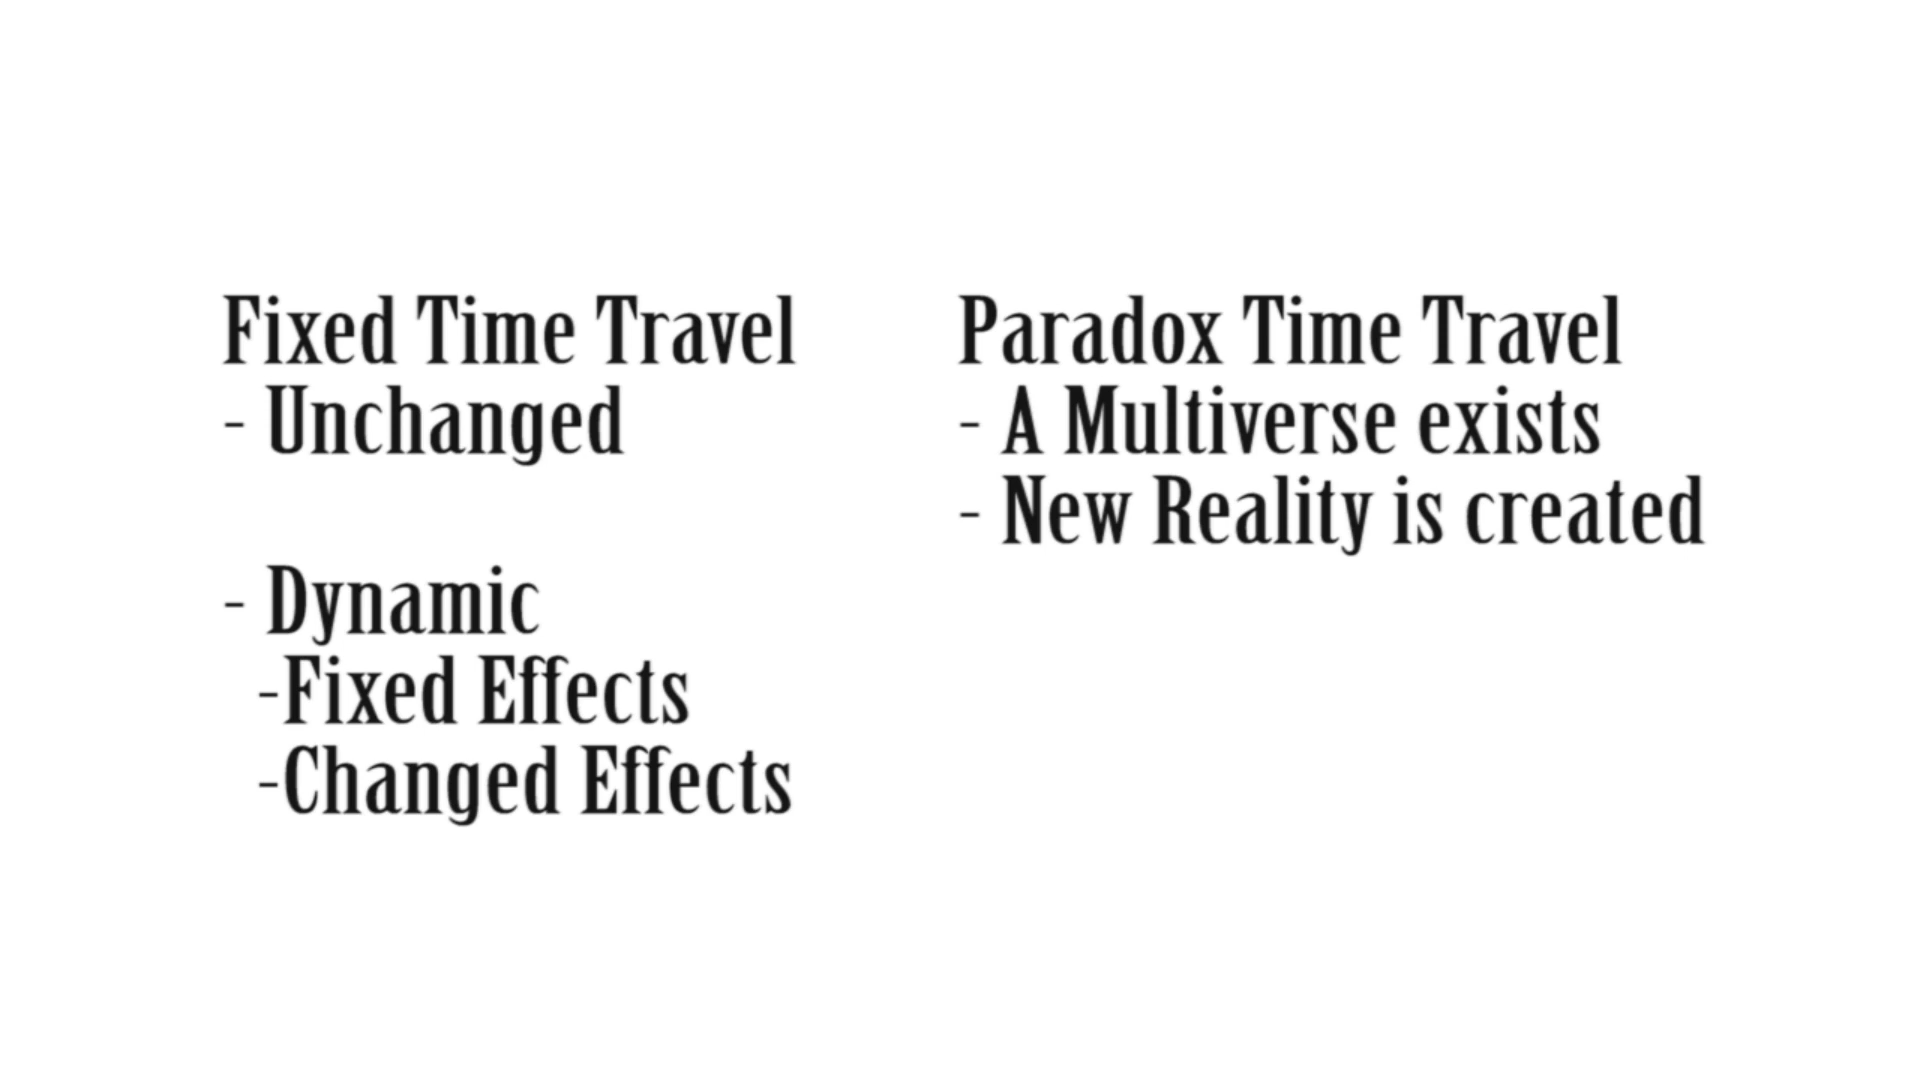 Fixed Time Travel
- Unchanged
- Dynamic
-Fixed Effects
-Changed Effects
Paradox Time Travel
- A Multiverse exists
- New Reality is created